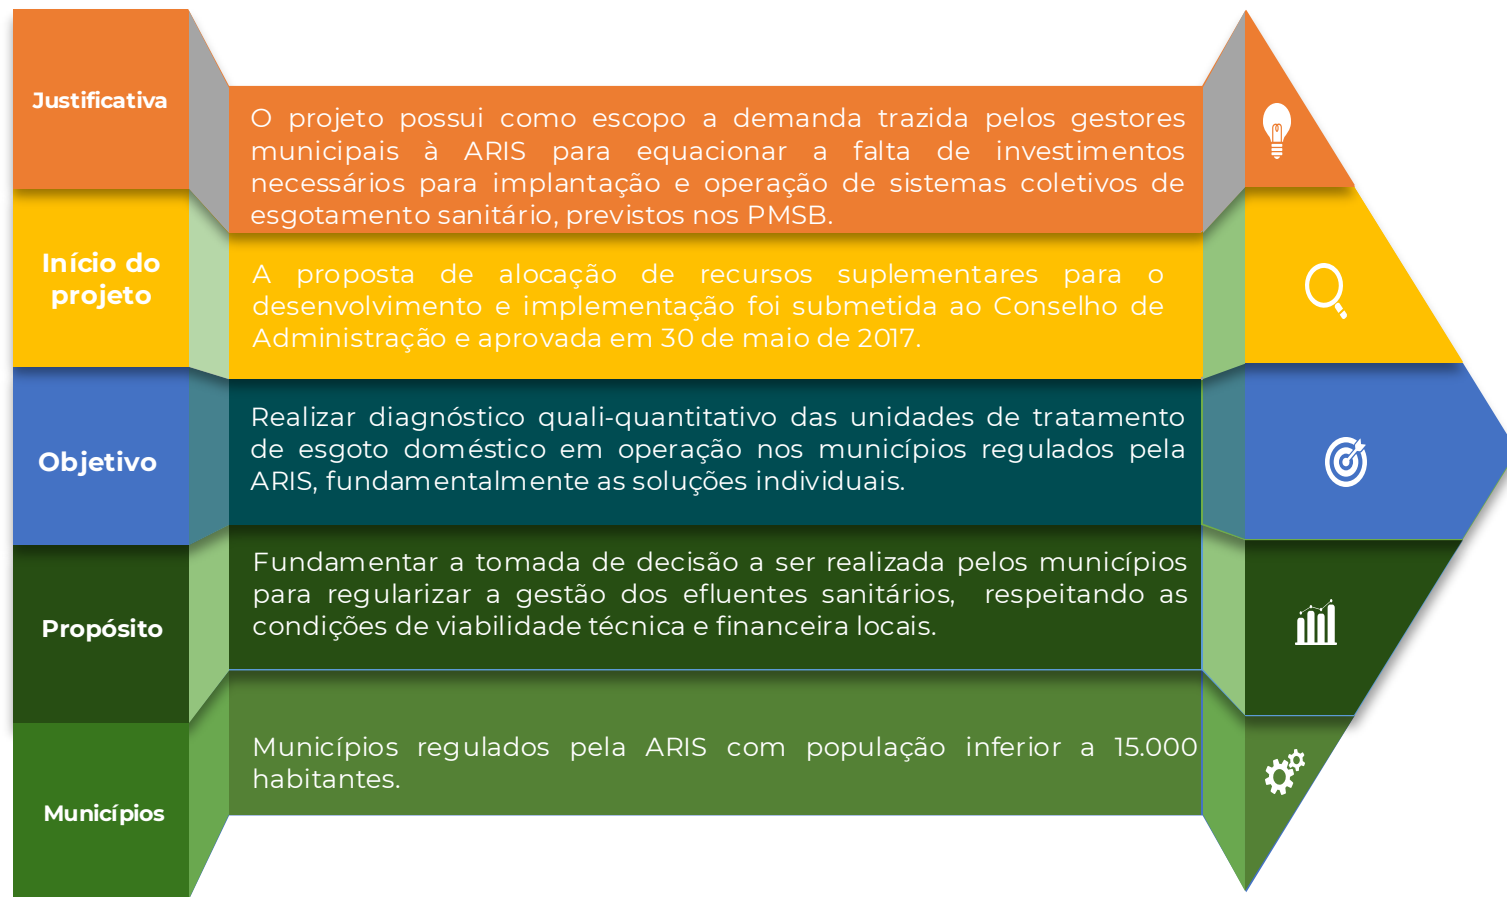 Justificativa
O projeto possui como escopo a demanda trazida pelos gestores
municipais à ARIS para equacionar a falta de investimentos
necessários para implantação e operação de sistemas coletivos de
esgotamento sanitário, previstos nos PMSB.
Início do
projeto
A proposta de alocação de recursos suplementares para o
desenvolvimento e implementação foi submetida ao Conselho de
Administração e aprovada em 30 de maio de 2017.
Objetivo
Realizar diagnóstico quali-quantitativo das unidades de tratamento
de esgoto doméstico em operação nos municípios regulados pela
ARIS, fundamentalmente as soluções individuais.
Propósito
Fundamentar a tomada de decisão a ser realizada pelos municípios
para regularizar a gestão dos efluentes sanitários, respeitando as
condições de viabilidade técnica e financeira locais.
Municípios
Municípios regulados pela ARIS com população inferior a 15.000
habitantes.